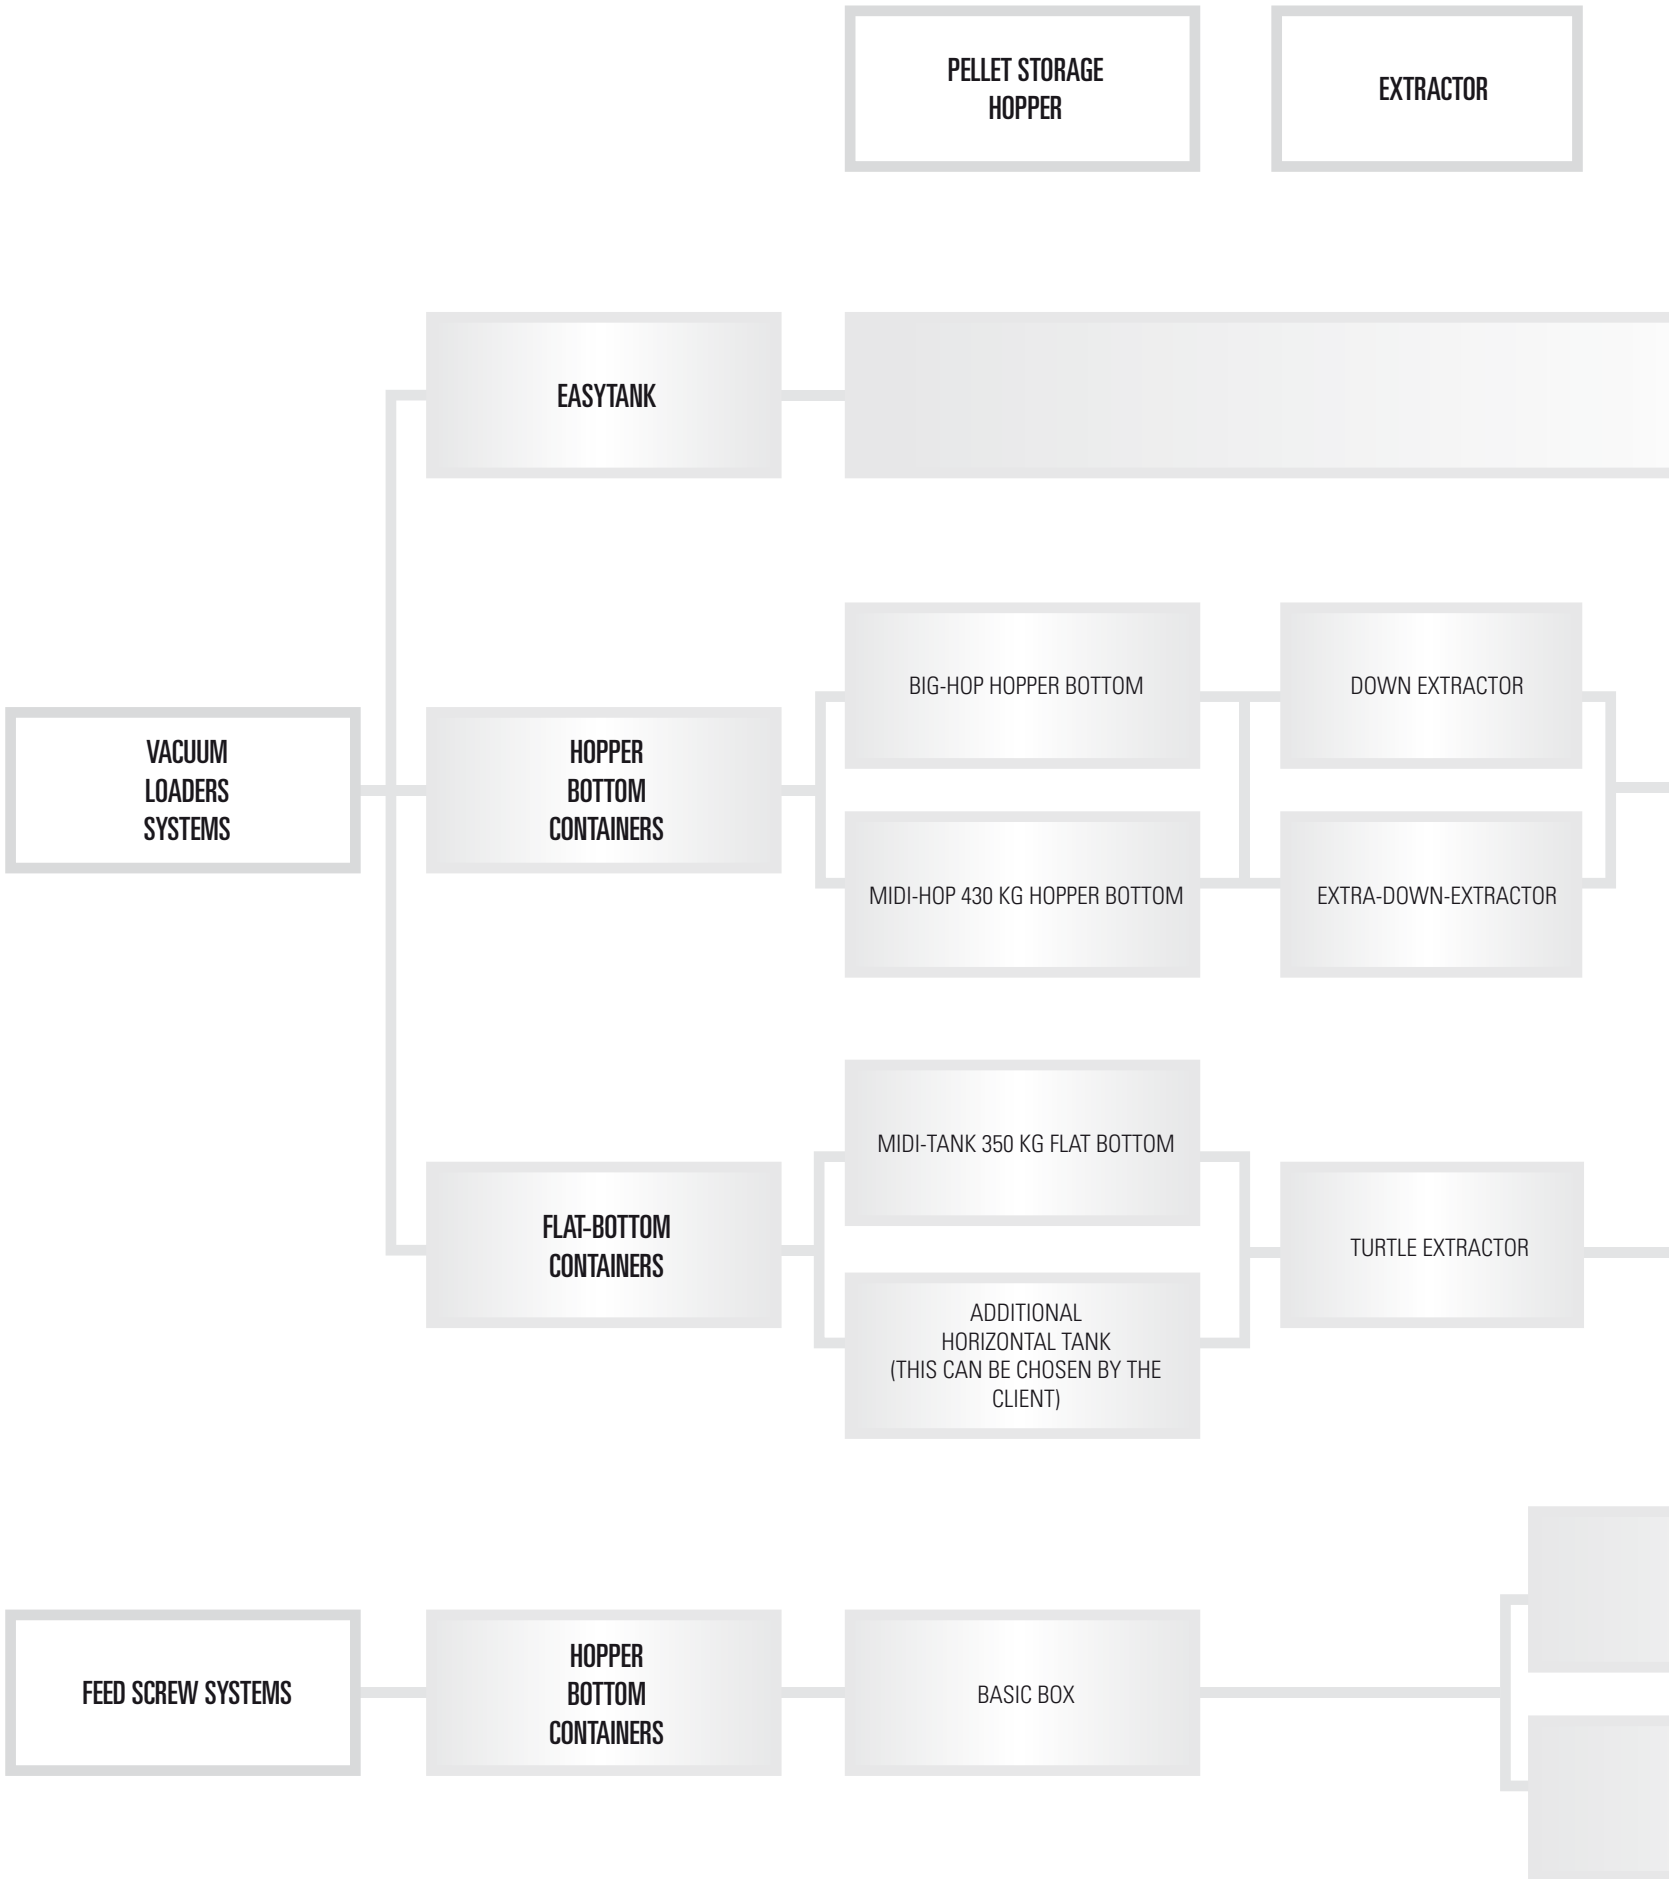 PELLET STORAGE
HOPPER
EXTRACTOR
EASYTANK
VACUUM
LOADERS
SYSTEMS
HOPPER
BOTTOM
CONTAINERS
BIG-HOP HOPPER BOTTOM
DOWN EXTRACTOR
MIDI-HOP 430 KG HOPPER BOTTOM
EXTRA-DOWN-EXTRACTOR
FLAT-BOTTOM
CONTAINERS
MIDI-TANK 350 KG FLAT BOTTOM
ADDITIONAL
HORIZONTAL TANK
(THIS CAN BE CHOSEN BY THE
CLIENT)
TURTLE EXTRACTOR
FEED SCREW SYSTEMS
HOPPER
BOTTOM
CONTAINERS
BASIC BOX